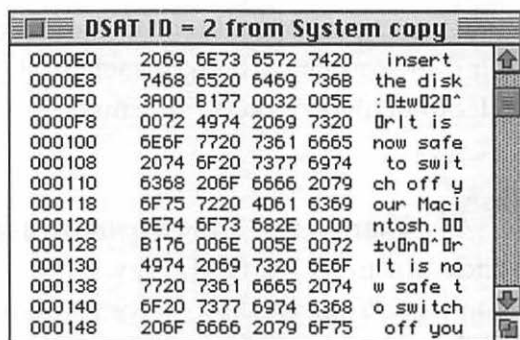 DSAT ID = 2 from System copy
0000E0 2069 6E73 6572 7420 insert
0000E8 7468 6520 6469 736B the disk
0000F0 3A00 B177 0032 005E :▯±w▯2▯^
0000F8 0072 4974 2069 7320 ▯rIt is
000100 6E6F 7720 7361 6665 now safe
000108 2074 6F20 7377 6974 to swit
000110 6368 206F 6666 2079 ch off y
000118 6F75 7220 4D61 6369 our Maci
000120 6E74 6F73 682E 0000 ntosh.▯▯
000128 B176 006E 005E 0072 ±v▯n▯^▯r
000130 4974 2069 7320 6E6F It is no
000138 7720 7361 6665 2074 w safe t
000140 6F20 7377 6974 6368 o switch
000148 206F 6666 2079 6F75 off you